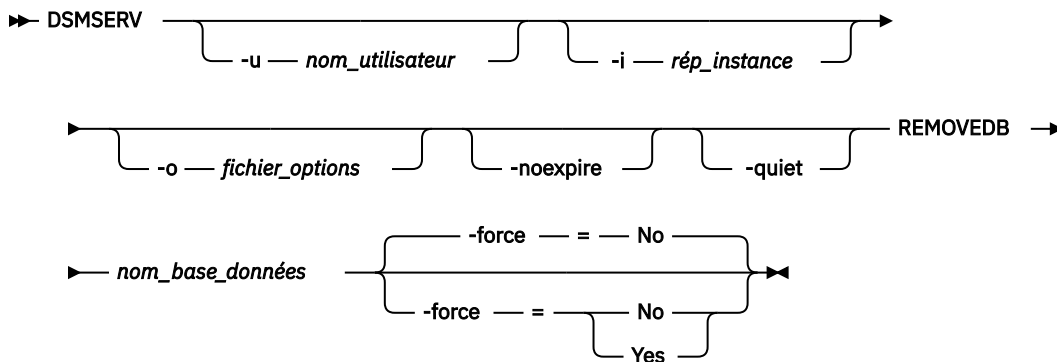 DSMSERV
-u nom_utilisateur -i rép_instance
REMOVEDB
-o fichier_options -noexpire -quiet
-force = No
nom_base_données
-force = No
Yes